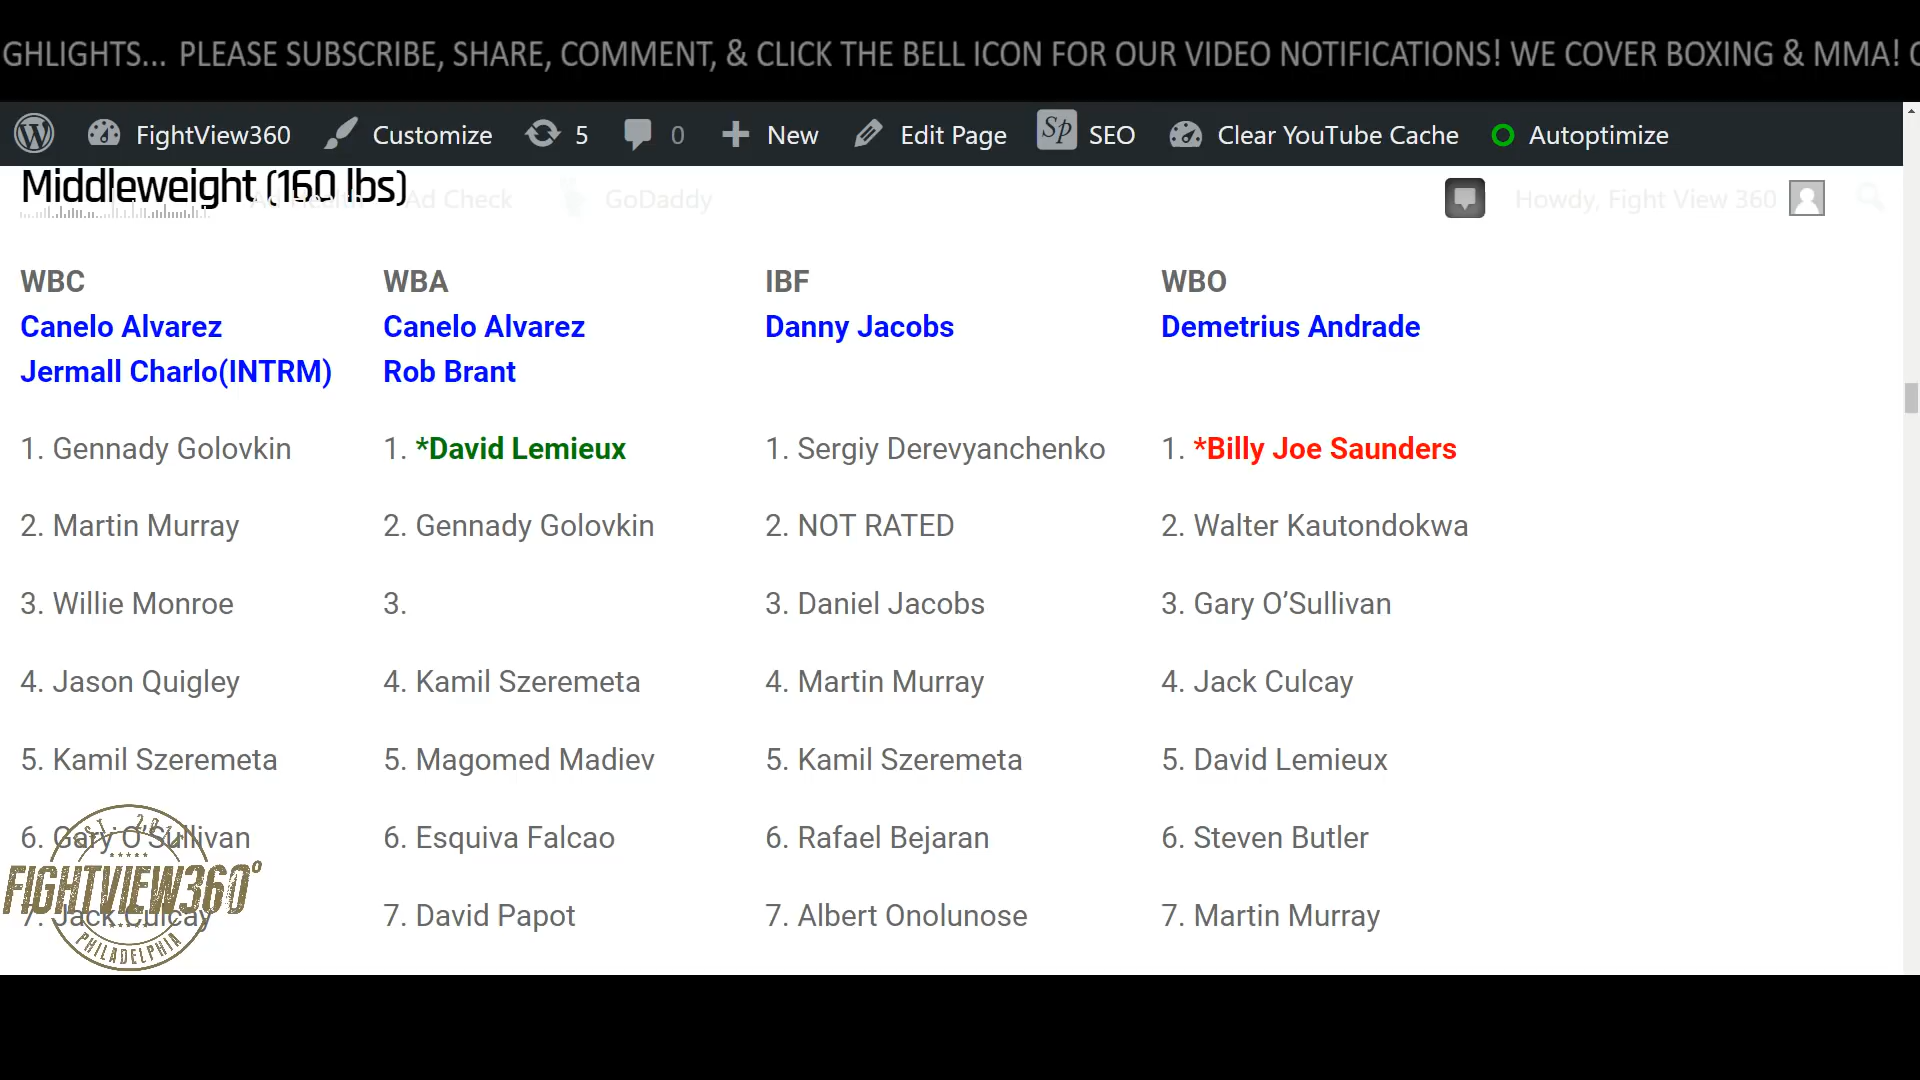 GHLIGHTS... PLEASE SUBSCRIBE, SHARE, COMMENT, & CLICK THE BELL ICON FOR OUR VIDEO NOTIFICATIONS! WE COVER BOXING & MMA!
FightView360 Customize 5 0 New Edit Page Sp SEO Clear YouTube Cache Autoptimize
Middleweight (160 lbs)
Ad Health Ad Check GoDaddy Howdy, Fight View 360
WBC WBA IBF WBO
Canelo Alvarez Canelo Alvarez Danny Jacobs Demetrius Andrade
Jermall Charlo(INTRM) Rob Brant
1. Gennady Golovkin 1. *David Lemieux 1. Sergiy Derevyanchenko 1. *Billy Joe Saunders
2. Martin Murray 2. Gennady Golovkin 2. NOT RATED 2. Walter Kautondokwa
3. Willie Monroe 3. 3. Daniel Jacobs 3. Gary O’Sullivan
4. Jason Quigley 4. Kamil Szeremeta 4. Martin Murray 4. Jack Culcay
5. Kamil Szeremeta 5. Magomed Madiev 5. Kamil Szeremeta 5. David Lemieux
6. Gary O’Sullivan 6. Esquiva Falcao 6. Rafael Bejaran 6. Steven Butler
7. Jack Culcay 7. David Papot 7. Albert Onolunose 7. Martin Murray
EST.
FIGHTVIEW360°
PHILADELPHIA